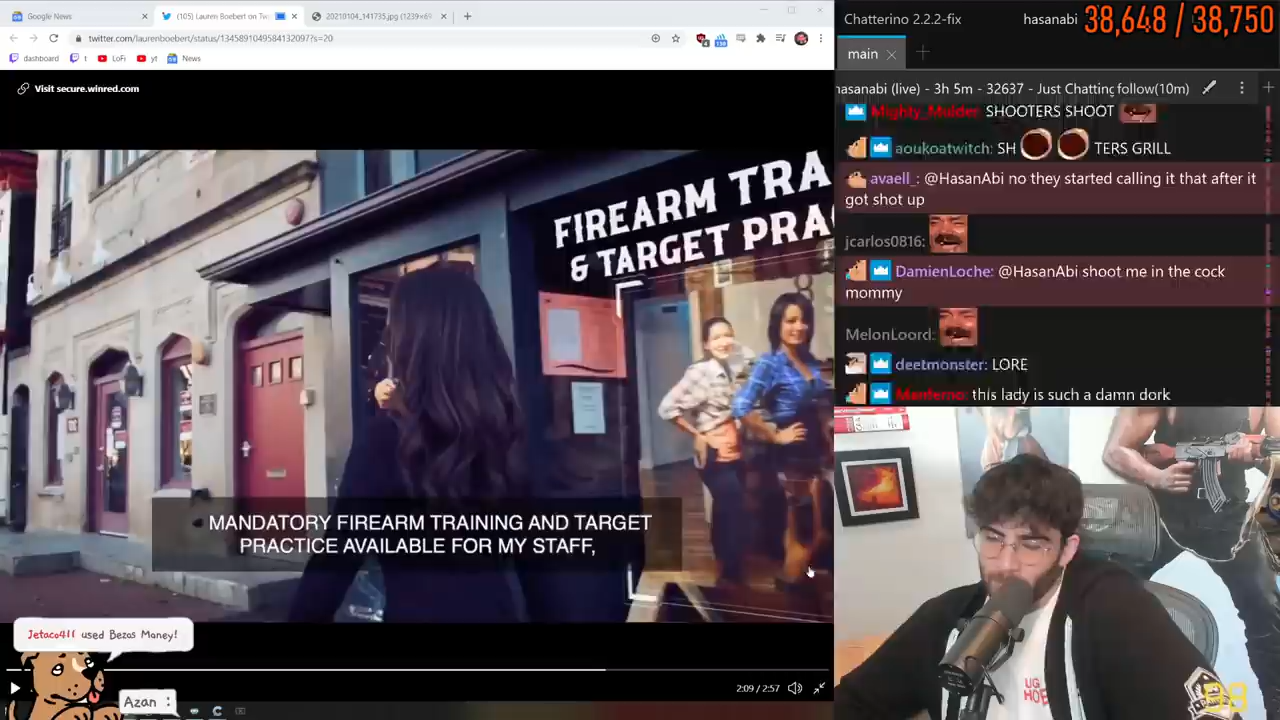 Google News
(105) Lauren Boebert on Tw
20210104_141735.jpg (1239×69
twitter.com/laurenboebert/status/1345891049584132097?s=20
dashboard
t
LoFi
yt
News
Visit secure.winred.com
FIREARM TRA
& TARGET PRA
MANDATORY FIREARM TRAINING AND TARGET
PRACTICE AVAILABLE FOR MY STAFF,
Jetaco411 used Bezos Money!
Azan :
2:09 / 2:57
Chatterino 2.2.2-fix
hasanabi
38,648 / 38,750
main
hasanabi (live) - 3h 5m - 32637 - Just Chatting
follow(10m)
Mighty_Mulder SHOOTERS SHOOT
aoukoatwitch: SH TERS GRILL
avaell_: @HasanAbi no they started calling it that after it
got shot up
jcarlos0816:
DamienLoche: @HasanAbi shoot me in the cock
mommy
MelonLoord:
deetmonster: LORE
Manterno: this lady is such a damn dork
UG
HOE